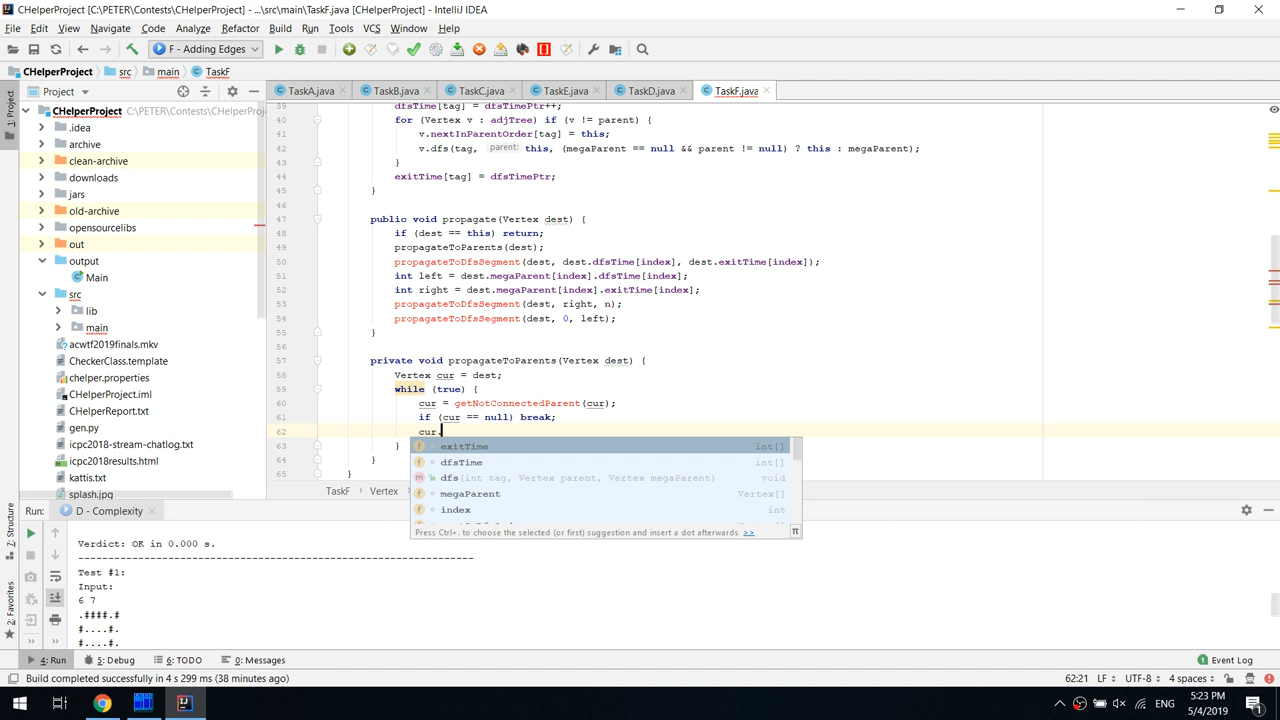 CHelperProject [C:\PETER\Contests\CHelperProject] - ...\src\main\TaskF.java [CHelperProject] - IntelliJ IDEA
File Edit View Navigate Code Analyze Refactor Build Run Tools VCS Window Help
F - Adding Edges
CHelperProject src main TaskF
Project
TaskA.java TaskB.java TaskC.java TaskE.java TaskD.java TaskF.java
1: Project
CHelperProject C:\PETER\Contests\CHelperProj
.idea
archive
clean-archive
downloads
jars
old-archive
opensourcelibs
out
output
Main
src
lib
main
acwtf2019finals.mkv
CheckerClass.template
chelper.properties
CHelperProject.iml
CHelperReport.txt
gen.py
icpc2018-stream-chatlog.txt
icpc2018results.html
kattis.txt
splash.jpg
39 dfsTime[tag] = dfsTimePtr++;
40 for (Vertex v : adjTree) if (v != parent) {
41 v.nextInParentOrder[tag] = this;
42 v.dfs(tag, parent: this, (megaParent == null && parent != null) ? this : megaParent);
43 }
44 exitTime[tag] = dfsTimePtr;
45 }
46
47 public void propagate(Vertex dest) {
48 if (dest == this) return;
49 propagateToParents(dest);
50 propagateToDfsSegment(dest, dest.dfsTime[index], dest.exitTime[index]);
51 int left = dest.megaParent[index].dfsTime[index];
52 int right = dest.megaParent[index].exitTime[index];
53 propagateToDfsSegment(dest, right, n);
54 propagateToDfsSegment(dest, 0, left);
55 }
56
57 private void propagateToParents(Vertex dest) {
58 Vertex cur = dest;
59 while (true) {
60 cur = getNotConnectedParent(cur);
61 if (cur == null) break;
62 cur.
63 }
64 }
65 }
exitTime int[]
dfsTime int[]
dfs(int tag, Vertex parent, Vertex megaParent) void
megaParent Vertex[]
index int
Press Ctrl+. to choose the selected (or first) suggestion and insert a dot afterwards >> π
TaskF Vertex
Run: D - Complexity
Verdict: OK in 0.000 s.
------------------------------------------------------------------
Test #1:
Input:
6 7
.####.#
#....#.
#....#.
7: Structure
2: Favorites
4: Run 5: Debug 6: TODO 0: Messages
1 Event Log
Build completed successfully in 4 s 299 ms (38 minutes ago)
62:21 LF UTF-8 4 spaces
ENG
5:23 PM
5/4/2019